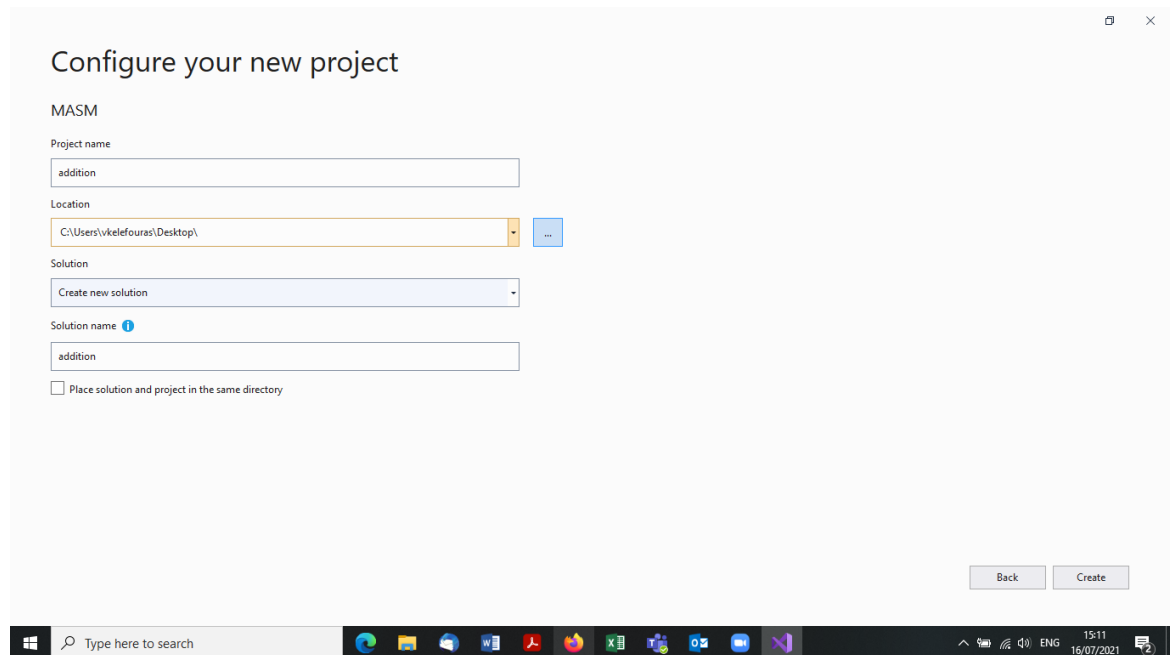 Configure your new project
MASM
Project name
addition
Location
C:\Users\vkelefouras\Desktop\
...
Solution
Create new solution
Solution name
addition
Place solution and project in the same directory
Back
Create
Type here to search
ENG
15:11
16/07/2021
2